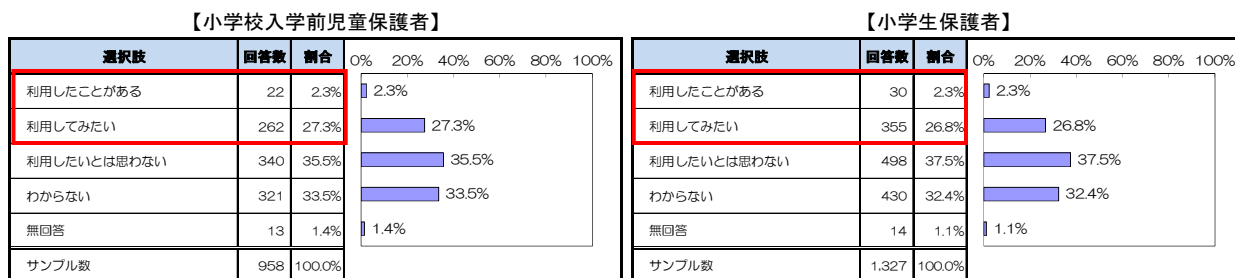 【小学校入学前児童保護者】
選択肢 回答数 割合
利用したことがある 22 2.3%
利用してみたい 262 27.3%
利用したいとは思わない 340 35.5%
わからない 321 33.5%
無回答 13 1.4%
サンプル数 958 100.0%
0% 20% 40% 60% 80% 100%
2.3%
27.3%
35.5%
33.5%
1.4%
【小学生保護者】
選択肢 回答数 割合
利用したことがある 30 2.3%
利用してみたい 355 26.8%
利用したいとは思わない 498 37.5%
わからない 430 32.4%
無回答 14 1.1%
サンプル数 1,327 100.0%
0% 20% 40% 60% 80% 100%
2.3%
26.8%
37.5%
32.4%
1.1%